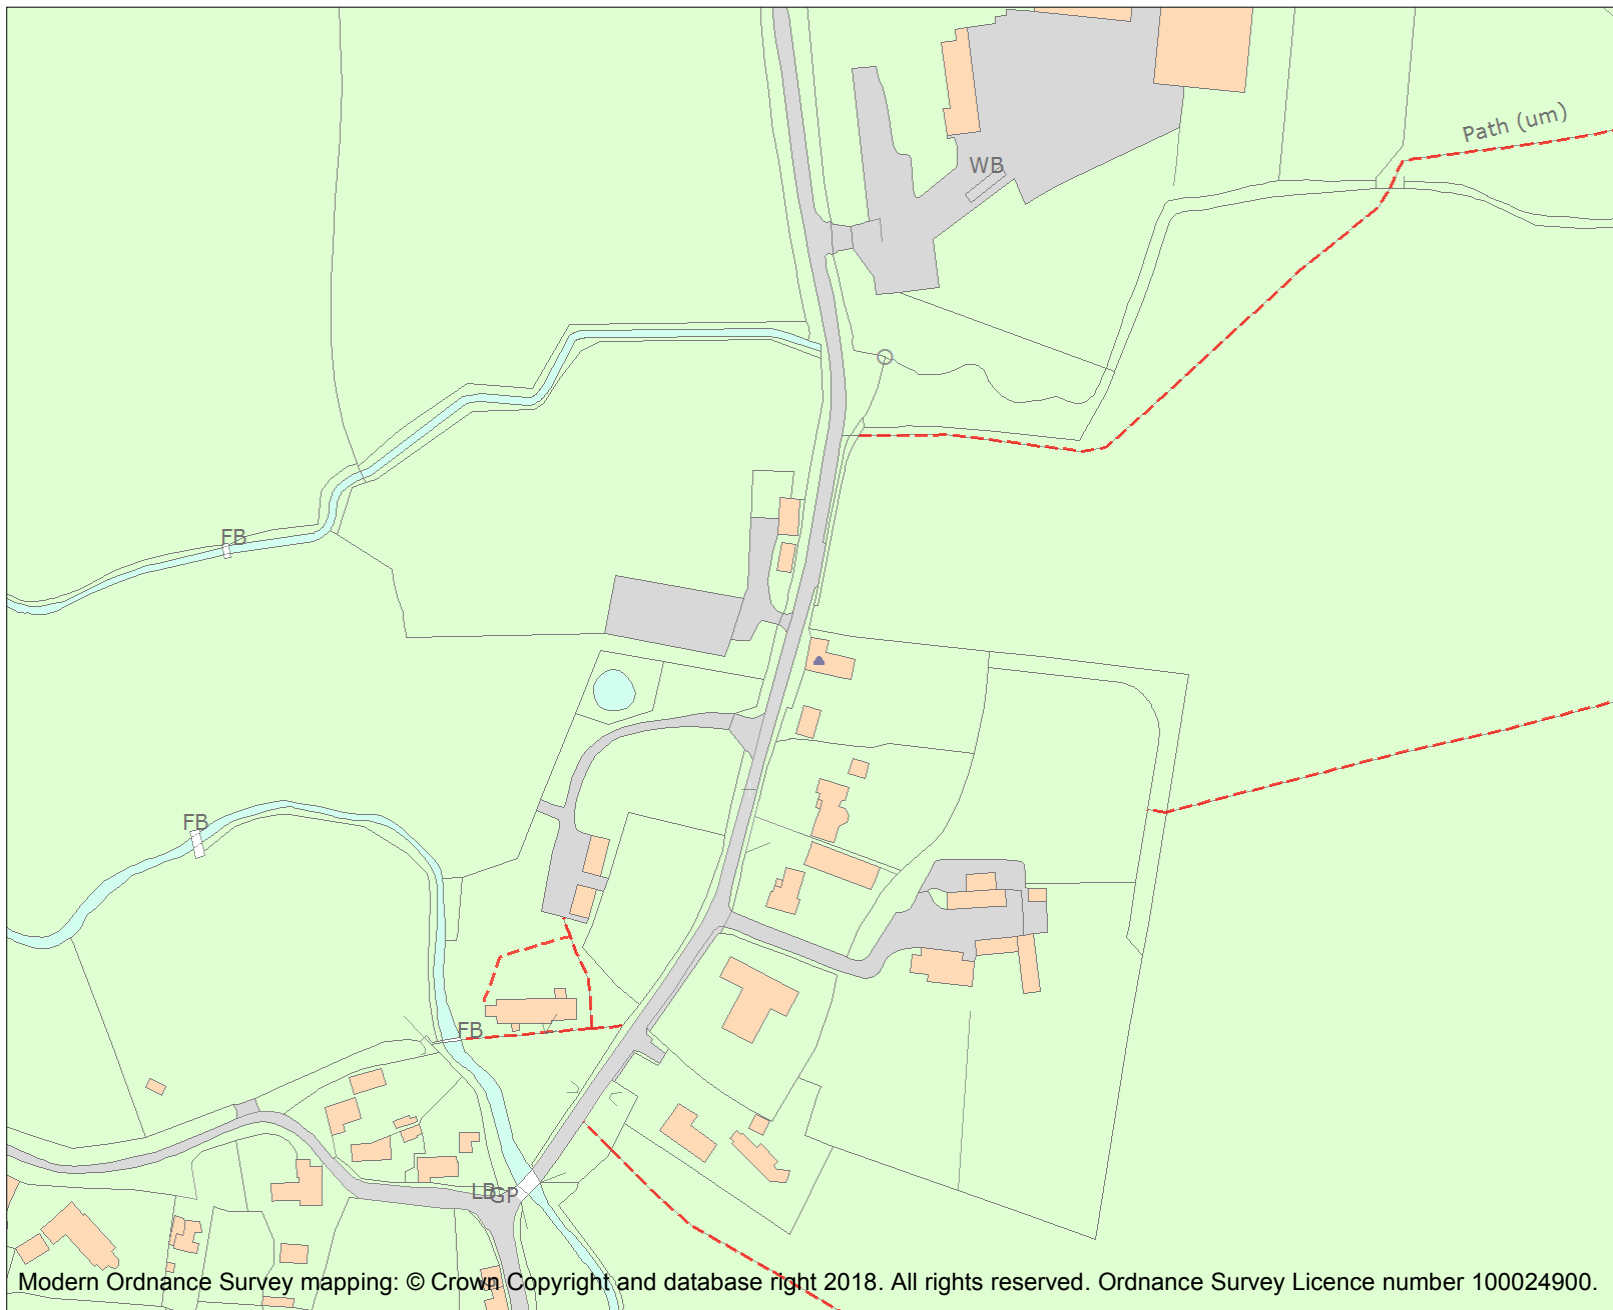 Path (um)
WB
FB
FB
FB
LB
GP
Modern Ordnance Survey mapping: © Crown Copyright and database right 2018. All rights reserved. Ordnance Survey Licence number 100024900.